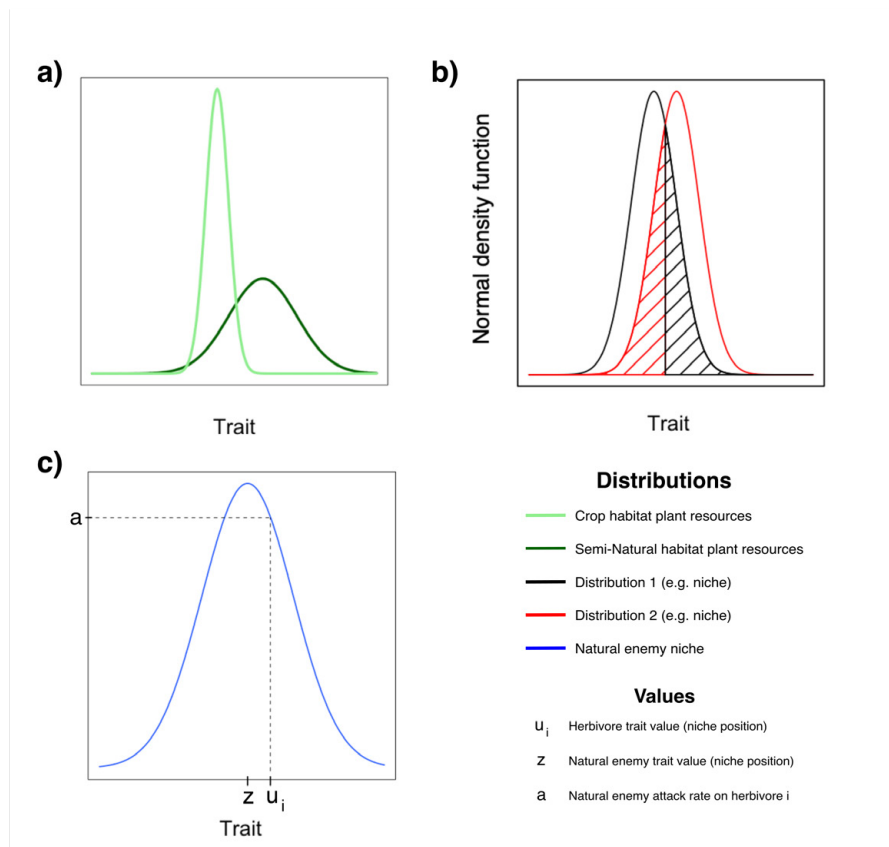 a)
Trait
b)
Normal density function
Trait
c)
a
z u i
Trait
Distributions
Crop habitat plant resources
Semi-Natural habitat plant resources
Distribution 1 (e.g. niche)
Distribution 2 (e.g. niche)
Natural enemy niche
Values
u i Herbivore trait value (niche position)
z Natural enemy trait value (niche position)
a Natural enemy attack rate on herbivore i